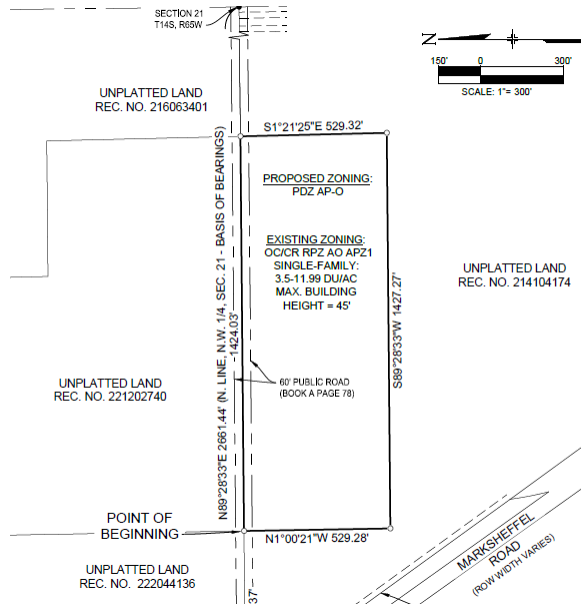 SECTION 21
T14S, R65W
N
150' 0 300'
SCALE: 1"= 300'
UNPLATTED LAND
REC. NO. 216063401
S1°21'25"E 529.32'
PROPOSED ZONING:
PDZ AP-O
EXISTING ZONING:
OC/CR RPZ AO APZ1
SINGLE-FAMILY:
3.5-11.99 DU/AC
MAX. BUILDING
HEIGHT = 45'
N89°28'33"E 2661.44' (N. LINE, N.W. 1/4, SEC. 21 - BASIS OF BEARINGS)
1424.03'
S89°28'33"W 1427.27'
UNPLATTED LAND
REC. NO. 214104174
60' PUBLIC ROAD
(BOOK A PAGE 78)
UNPLATTED LAND
REC. NO. 221202740
POINT OF
BEGINNING
N1°00'21"W 529.28'
MARKSHEFFEL
ROAD
(ROW WIDTH VARIES)
UNPLATTED LAND
REC. NO. 222044136
37'